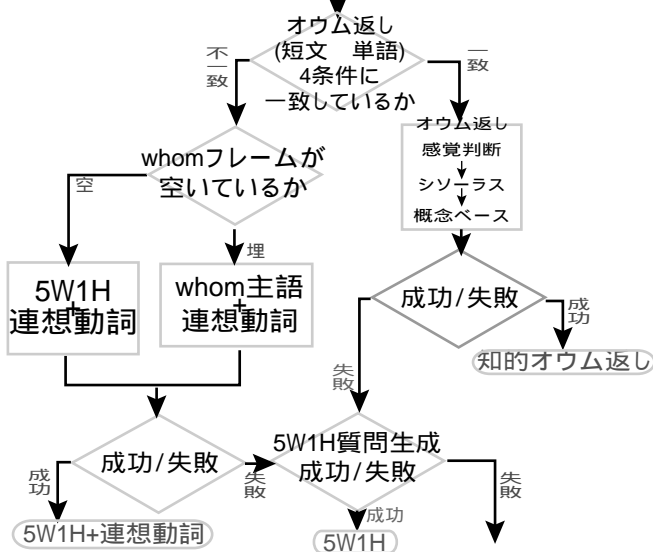 オウム返し
(短文　単語)
4条件に
一致しているか
不一致
一致
オウム返し
感覚判断
シソーラス
概念ベース
whomフレームが
空いているか
空
埋
5W1H
+
連想動詞
whom主語
+
連想動詞
成功/失敗
成功
知的オウム返し
失敗
成功/失敗
成功
失敗
5W1H質問生成
成功/失敗
失敗
成功
5W1H+連想動詞
5W1H